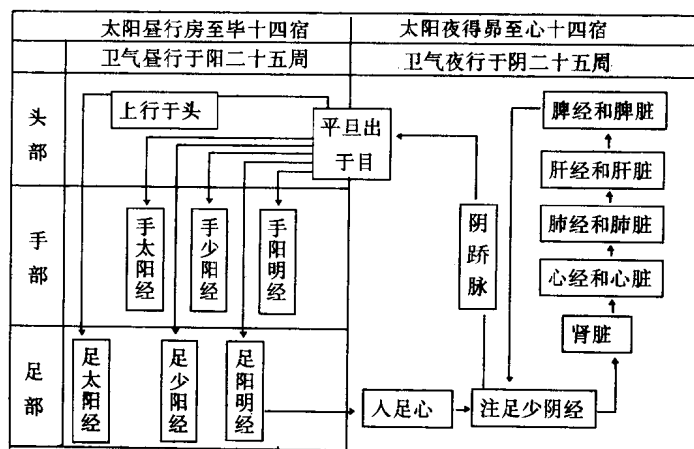 太阳昼行房至毕十四宿
太阳夜得昴至心十四宿
卫气昼行于阳二十五周
卫气夜行于阴二十五周
头部
上行于头
平旦出于目
脾经和脾脏
肝经和肝脏
手部
手太阳经
手少阳经
手阳明经
阴跻脉
肺经和肺脏
心经和心脏
肾脏
足部
足太阳经
足少阳经
足阳明经
人足心
注足少阴经